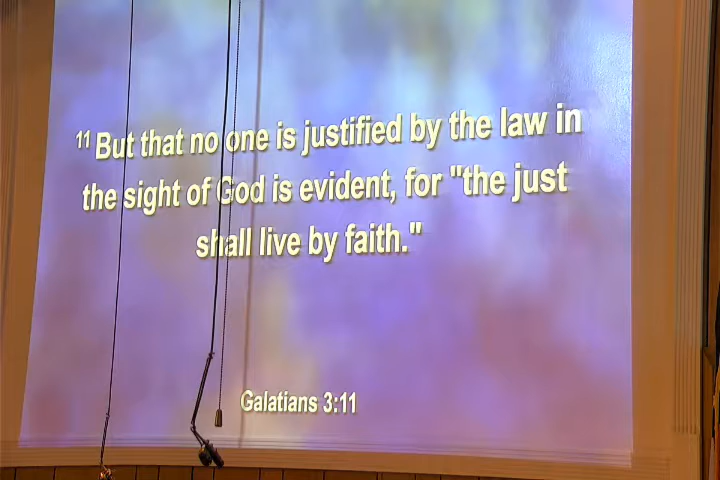 11 But that no one is justified by the law in
the sight of God is evident, for "the just
shall live by faith."
Galatians 3:11